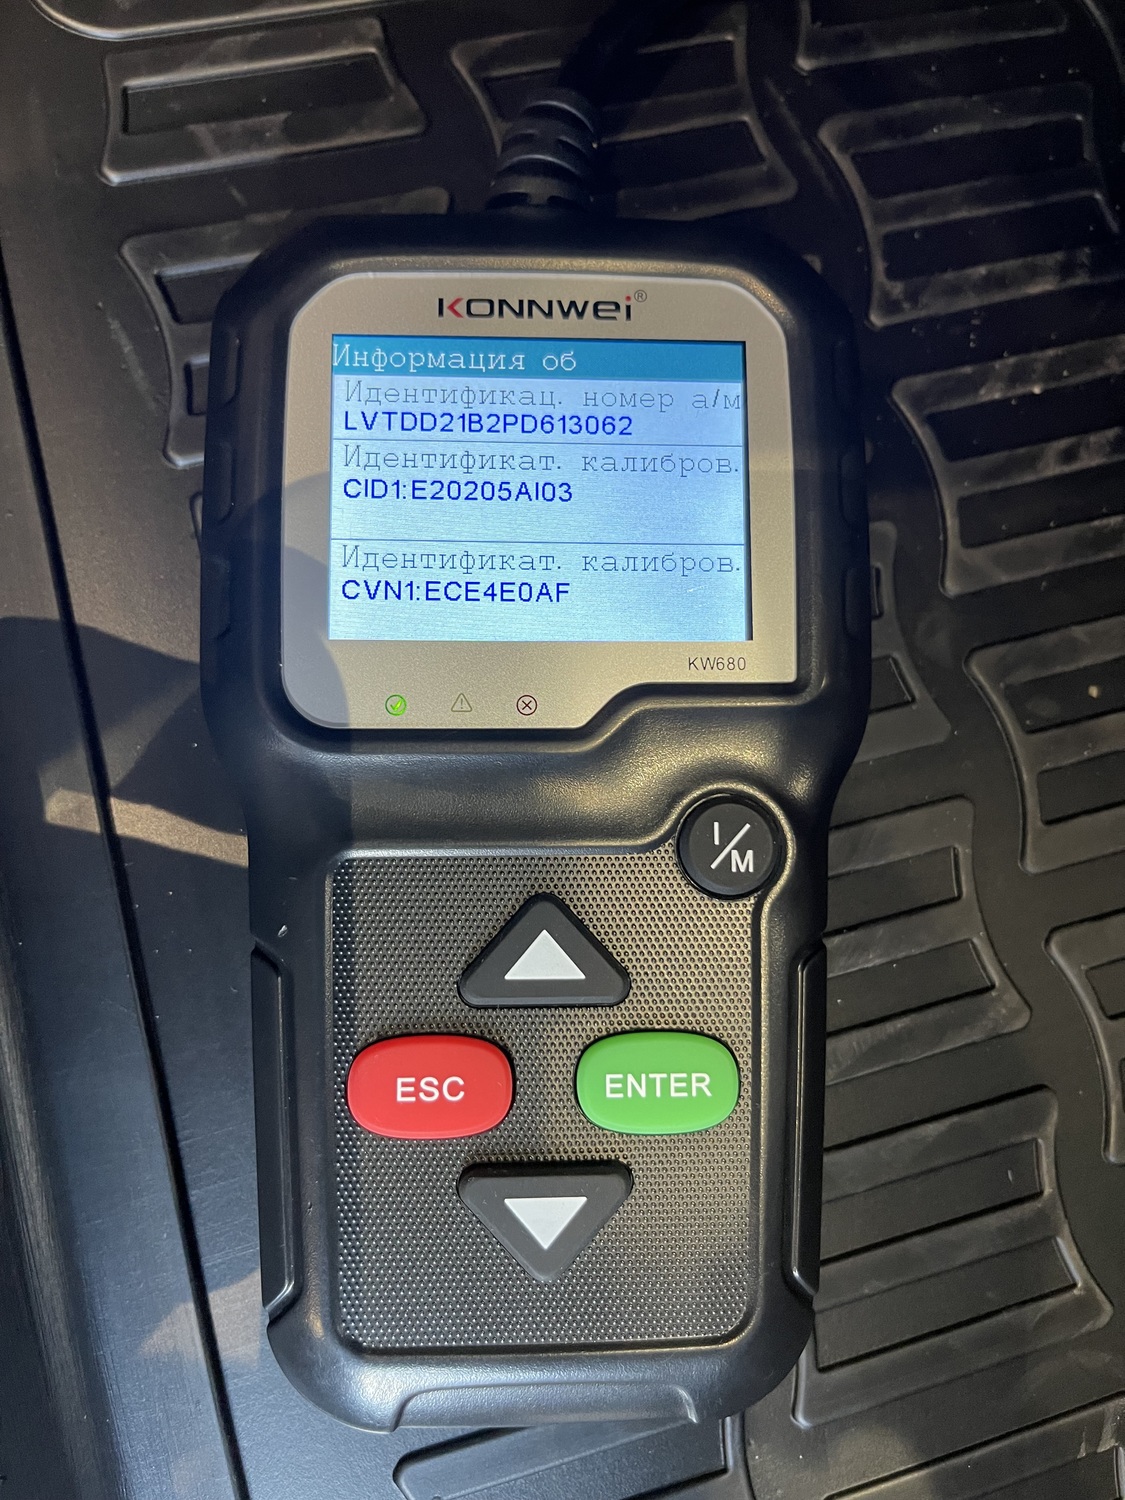 KONNWEI®
Информация об
Идентификац. номер а/м
LVTDD21B2PD613062
Идентификат. калибров.
CID1:E20205AI03
Идентификат. калибров.
CVN1:ECE4E0AF
KW680
I/M
ESC
ENTER